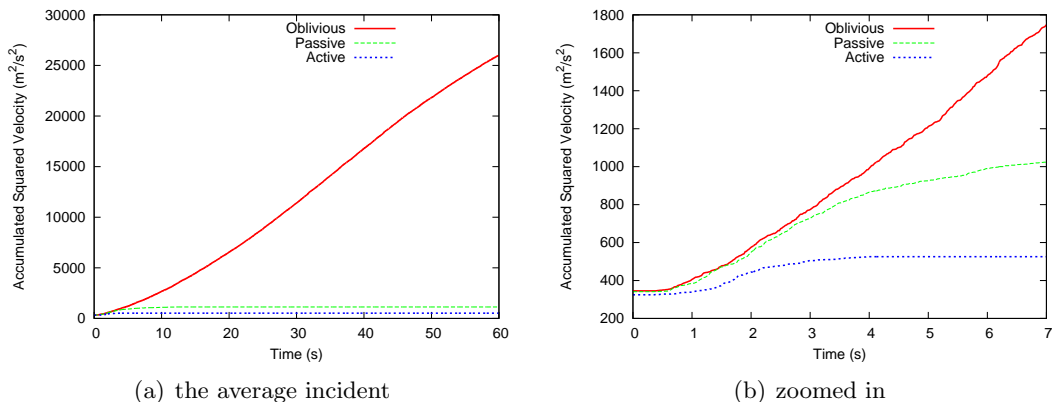 Accumulated Squared Velocity (m²/s²)
30000
25000
20000
15000
10000
5000
0
Oblivious
Passive
Active
0 10 20 30 40 50 60
Time (s)
(a) the average incident
Accumulated Squared Velocity (m²/s²)
1800
1600
1400
1200
1000
800
600
400
200
Oblivious
Passive
Active
0 1 2 3 4 5 6 7
Time (s)
(b) zoomed in